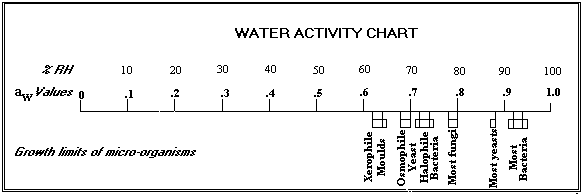 WATER ACTIVITY CHART
% RH 10 20 30 40 50 60 70 80 90 100
aw Values 0 .1 .2 .3 .4 .5 .6 .7 .8 .9 1.0
Growth limits of micro-organisms
Xerophile
Moulds
Osmophile
Yeast
Halophile
Bacteria
Most fungi
Most yeasts
Most
Bacteria